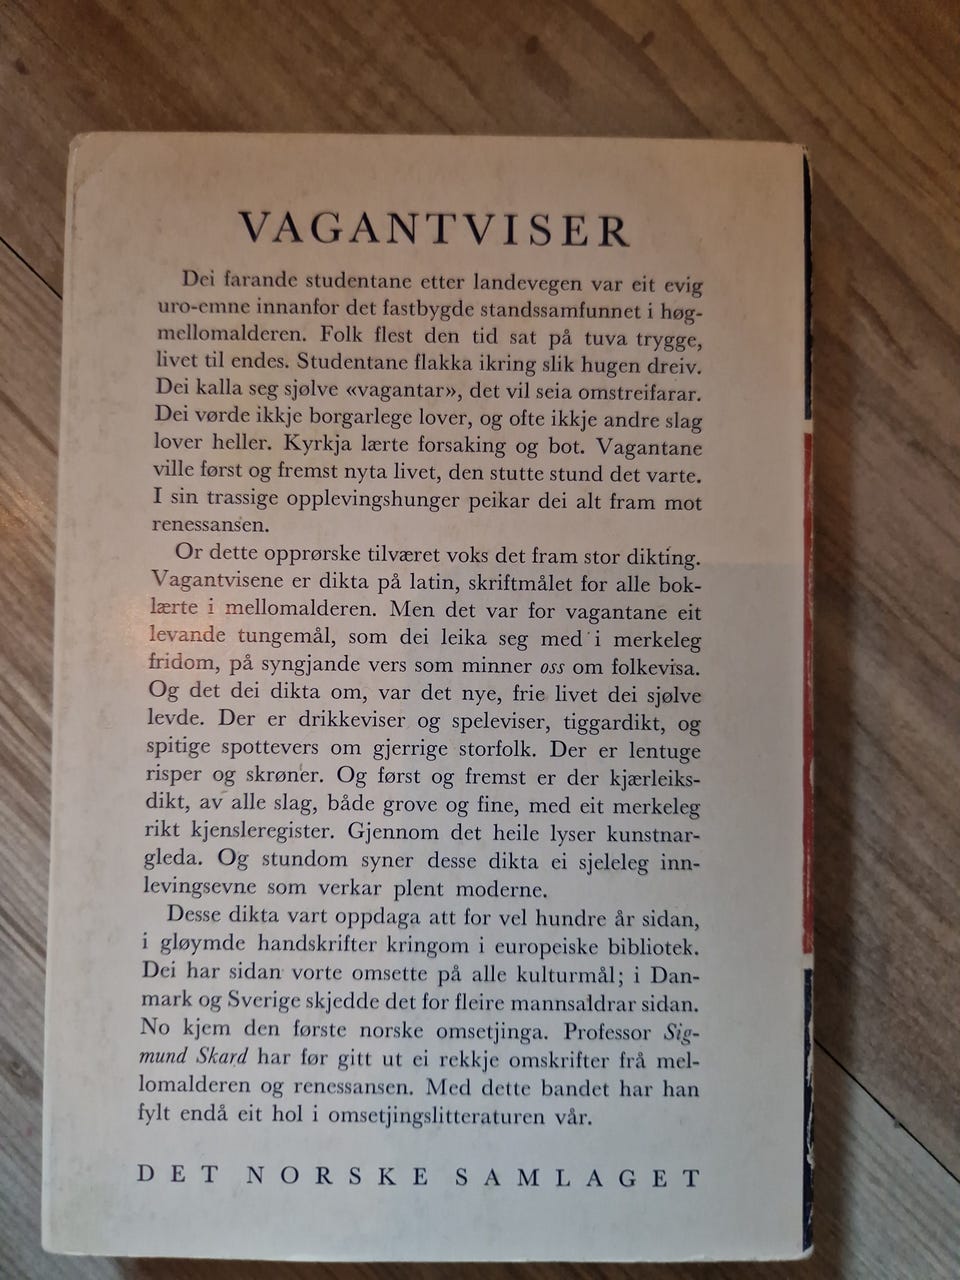 VAGANTVISER
Dei farande studentane etter landevegen var eit evig
uro-emne innanfor det fastbygde standssamfunnet i høg-
mellomalderen. Folk flest den tid sat på tuva trygge,
livet til endes. Studentane flakka ikring slik hugen dreiv.
Dei kalla seg sjølve «vagantar», det vil seia omstreifarar.
Dei vørde ikkje borgarlege lover, og ofte ikkje andre slag
lover heller. Kyrkja lærte forsaking og bot. Vagantane
ville først og fremst nyta livet, den stutte stund det varte.
I sin trassige opplevingshunger peikar dei alt fram mot
renessansen.
Or dette opprørske tilværet voks det fram stor dikting.
Vagantvisene er dikta på latin, skriftmålet for alle bok-
lærte i mellomalderen. Men det var for vagantane eit
levande tungemål, som dei leika seg med i merkeleg
fridom, på syngjande vers som minner oss om folkevisa.
Og det dei dikta om, var det nye, frie livet dei sjølve
levde. Der er drikkeviser og speleviser, tiggardikt, og
spitige spottevers om gjerrige storfolk. Der er lentuge
risper og skrøner. Og først og fremst er der kjærleiks-
dikt, av alle slag, både grove og fine, med eit merkeleg
rikt kjensleregister. Gjennom det heile lyser kunstnar-
gleda. Og stundom syner desse dikta ei sjeleleg inn-
levingsevne som verkar plent moderne.
Desse dikta vart oppdaga att for vel hundre år sidan,
i gløymde handskrifter kringom i europeiske bibliotek.
Dei har sidan vorte omsette på alle kulturmål; i Dan-
mark og Sverige skjedde det for fleire mannsaldrar sidan.
No kjem den første norske omsetjinga. Professor Sig-
mund Skard har før gitt ut ei rekkje omskrifter frå mel-
lomalderen og renessansen. Med dette bandet har han
fylt endå eit hol i omsetjingslitteraturen vår.
DET NORSKE SAMLAGET